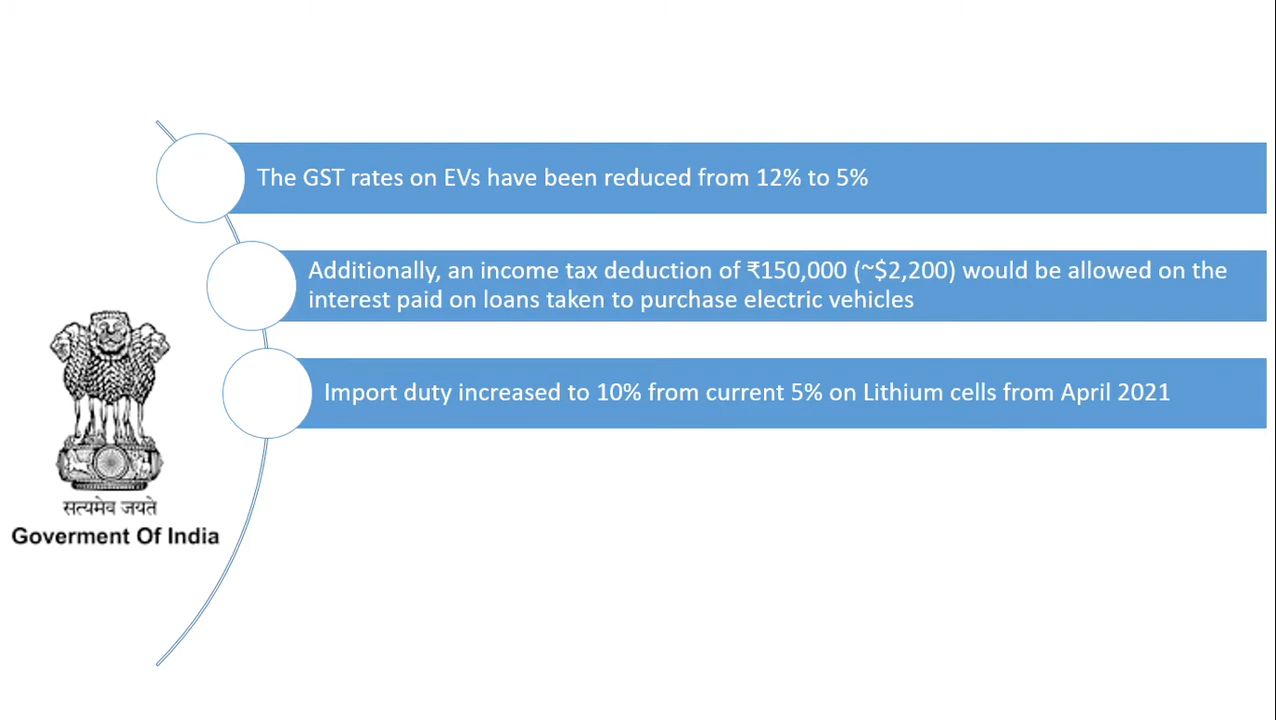 The GST rates on EVs have been reduced from 12% to 5%
Additionally, an income tax deduction of ₹150,000 (~$2,200) would be allowed on the
interest paid on loans taken to purchase electric vehicles
Import duty increased to 10% from current 5% on Lithium cells from April 2021
सत्यमेव जयते
Goverment Of India